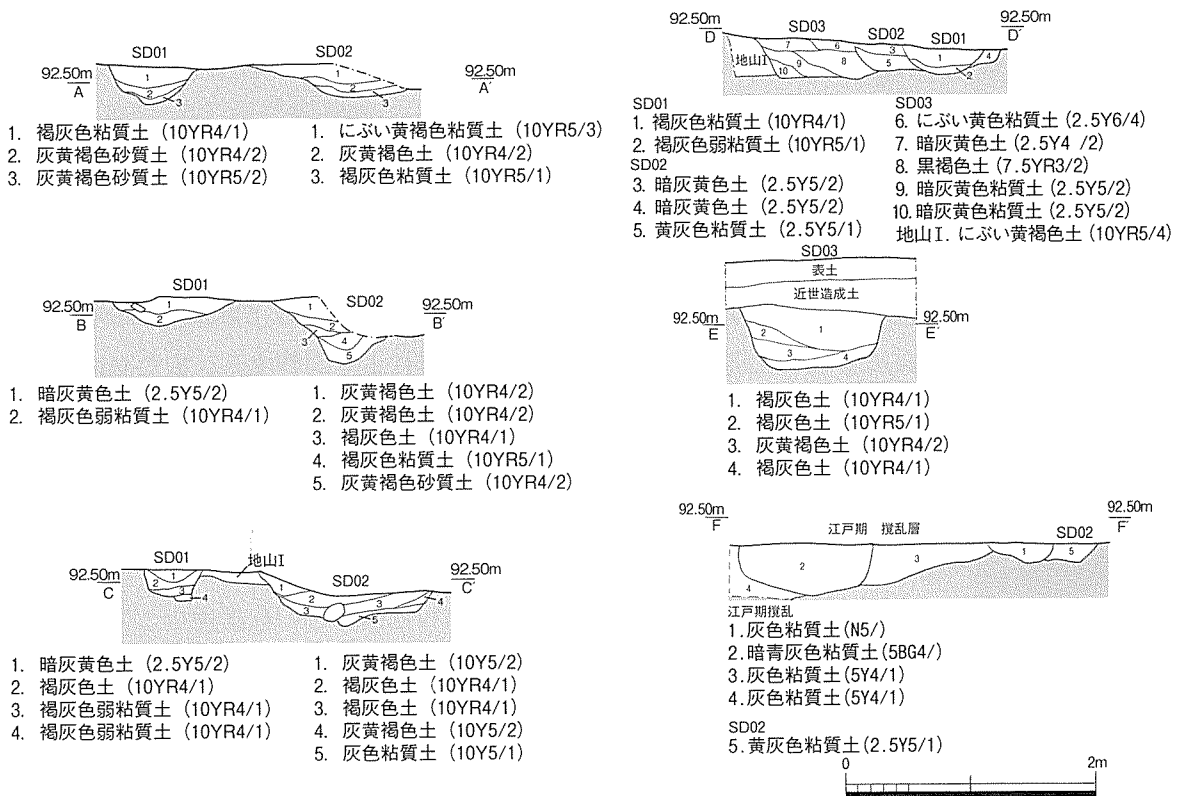 SD01 SD02
92.50m
A
92.50m
A′
1 2 3 1 2 3
1. 褐灰色粘質土 (10YR4/1)
2. 灰黄褐色砂質土 (10YR4/2)
3. 灰黄褐色砂質土 (10YR5/2)
1. にぶい黄褐色粘質土 (10YR5/3)
2. 灰黄褐色土 (10YR4/2)
3. 褐灰色粘質土 (10YR5/1)
SD01
SD02
92.50m
B
92.50m
B′
1 2 1 2 3 4 5
1. 暗灰黄色土 (2.5Y5/2)
2. 褐灰色弱粘質土 (10YR4/1)
1. 灰黄褐色土 (10YR4/2)
2. 灰黄褐色土 (10YR4/2)
3. 褐灰色土 (10YR4/1)
4. 褐灰色粘質土 (10YR5/1)
5. 灰黄褐色砂質土 (10YR4/2)
SD01 地山I
SD02
92.50m
C
92.50m
C′
1 2 3 4 1 2 3 3 4 5
1. 暗灰黄色土 (2.5Y5/2)
2. 褐灰色土 (10YR4/1)
3. 褐灰色弱粘質土 (10YR4/1)
4. 褐灰色弱粘質土 (10YR4/1)
1. 灰黄褐色土 (10Y5/2)
2. 褐灰色土 (10YR4/1)
3. 褐灰色土 (10YR4/1)
4. 灰黄褐色土 (10Y5/2)
5. 灰色粘質土 (10Y5/1)
92.50m
D
SD03 SD02 SD01
92.50m
D′
地山I 7 6 10 9 8 3 5 1 2 4
SD01
1. 褐灰色粘質土 (10YR4/1)
2. 褐灰色弱粘質土 (10YR5/1)
SD02
3. 暗灰黄色土 (2.5Y5/2)
4. 暗灰黄色土 (2.5Y5/2)
5. 黄灰色粘質土 (2.5Y5/1)
SD03
6. にぶい黄色粘質土 (2.5Y6/4)
7. 暗灰黄色土 (2.5Y4 /2)
8. 黒褐色土 (7.5YR3/2)
9. 暗灰黄色粘質土 (2.5Y5/2)
10. 暗灰黄色粘質土 (2.5Y5/2)
地山I. にぶい黄褐色土 (10YR5/4)
SD03
表土
近世造成土
92.50m
E
92.50m
E′
1 2 3 4
1. 褐灰色土 (10YR4/1)
2. 褐灰色土 (10YR5/1)
3. 灰黄褐色土 (10YR4/2)
4. 褐灰色土 (10YR4/1)
92.50m
F
江戸期 撹乱層
SD02
92.50m
F′
2 3 1 5 4
江戸期撹乱
1. 灰色粘質土 (N5/)
2. 暗青灰色粘質土 (5BG4/)
3. 灰色粘質土 (5Y4/1)
4. 灰色粘質土 (5Y4/1)
SD02
5. 黄灰色粘質土 (2.5Y5/1)
0 2m